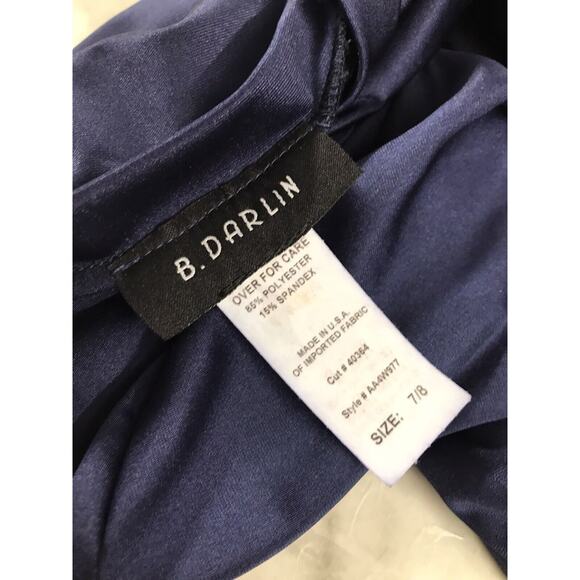 B. DARLIN
OVER FOR CARE
85% POLYESTER
15% SPANDEX
MADE IN U.S.A.
OF IMPORTED FABRIC
Cut # 40364
Style # AA4W977
SIZE: 7/8